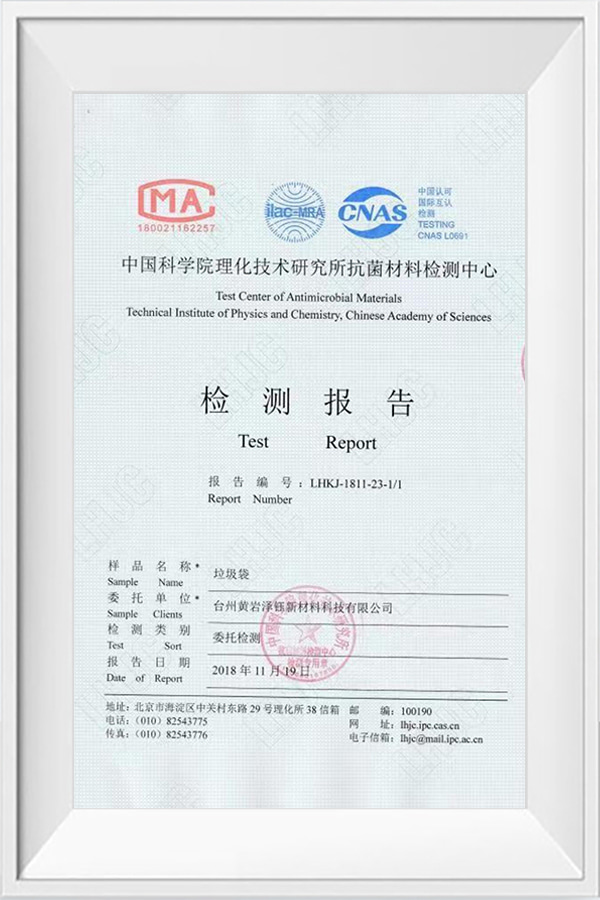 MA
180021182257
ilac-MRA
CNAS
中国认可
国际互认
检测
TESTING
CNAS L0691
中国科学院理化技术研究所抗菌材料检测中心
Test Center of Antimicrobial Materials
Technical Institute of Physics and Chemistry, Chinese Academy of Sciences
检 测 报 告
Test Report
报 告 编 号：LHKJ-1811-23-1/1
Report Number
样 品 名 称* 垃圾袋
Sample Name
委 托 单 位* 台州黄岩泽钰新材料科技有限公司
Sample Clients
检 测 类 别 委托检测
Test Sort
报 告 日 期 2018 年 11 月 19 日
Date of Report
地址：北京市海淀区中关村东路 29 号理化所 38 信箱 邮 编：100190
电话：（010）82543775 网 址：lhjc.ipc.cas.cn
传真：（010）82543776 电子信箱：lhjc@mail.ipc.ac.cn
LHJC